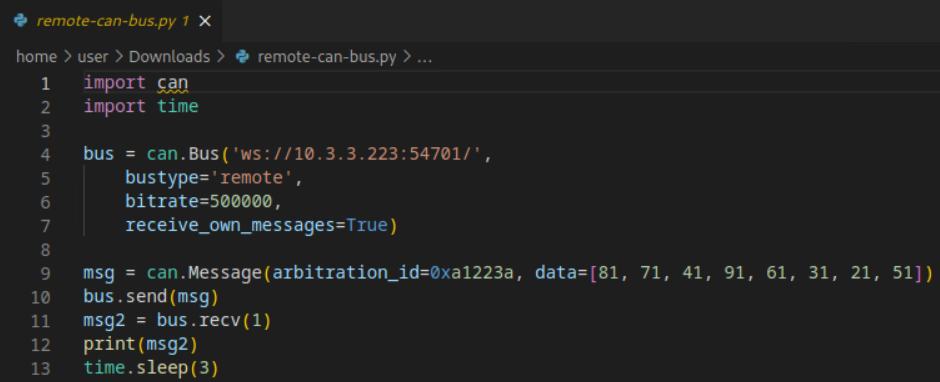 remote-can-bus.py 1 ×
home > user > Downloads > remote-can-bus.py > ...
1 import can
2 import time
3
4 bus = can.Bus('ws://10.3.3.223:54701/',
5     bustype='remote',
6     bitrate=500000,
7     receive_own_messages=True)
8
9 msg = can.Message(arbitration_id=0xa1223a, data=[81, 71, 41, 91, 61, 31, 21, 51])
10 bus.send(msg)
11 msg2 = bus.recv(1)
12 print(msg2)
13 time.sleep(3)